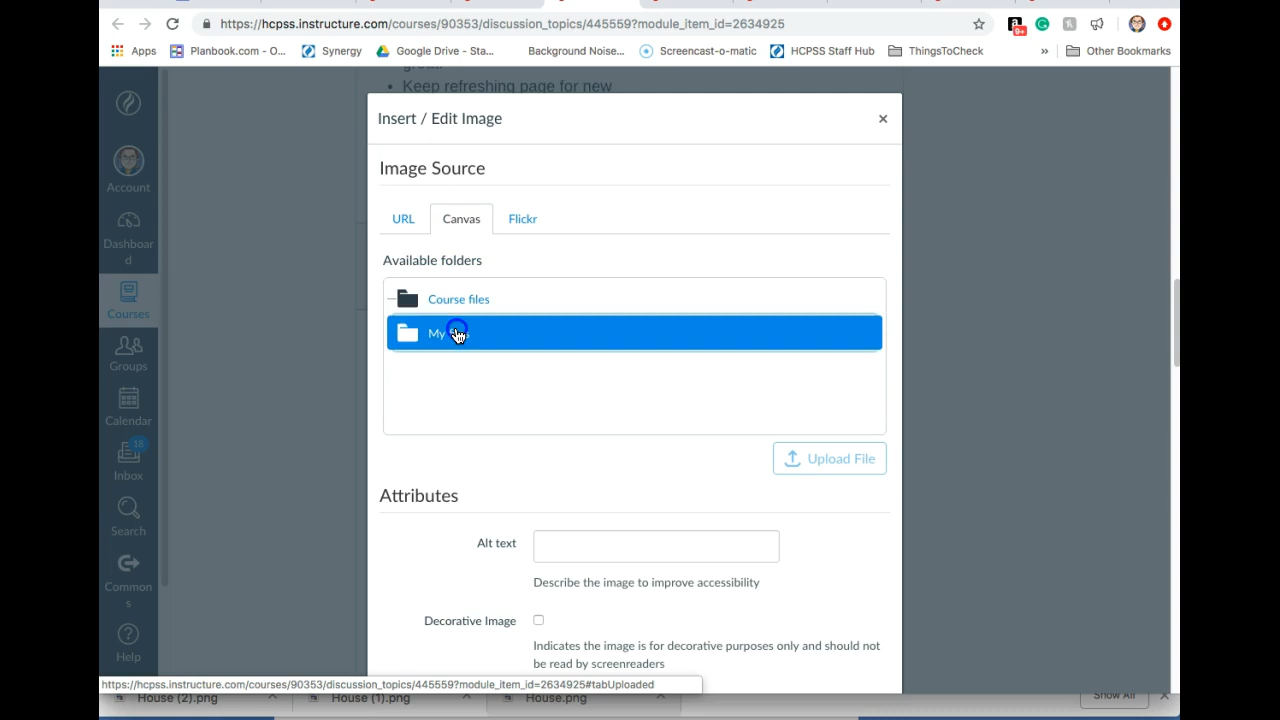 https://hcpss.instructure.com/courses/90353/discussion_topics/445559?module_item_id=2634925
9+
Apps Planbook.com - O... Synergy Google Drive - Sta... Background Noise... Screencast-o-matic HCPSS Staff Hub ThingsToCheck » Other Bookmarks
Keep refreshing page for new
Insert / Edit Image ×
Image Source
URL Canvas Flickr
Available folders
Course files
My
Upload File
Attributes
Alt text
Describe the image to improve accessibility
Decorative Image
Indicates the image is for decorative purposes only and should not
be read by screenreaders
Account
Dashboar
d
Courses
Groups
Calendar
18
Inbox
Search
Common
s
Help
https://hcpss.instructure.com/courses/90353/discussion_topics/445559?module_item_id=2634925#tabUploaded
House (2).png House (1).png House.png Show All ×